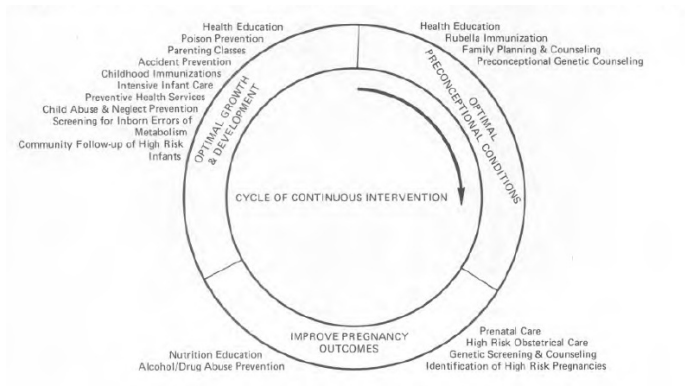 Health Education
Poison Prevention
Parenting Classes
Accident Prevention
Childhood Immunizations
Intensive Infant Care
Preventive Health Services
Child Abuse & Neglect Prevention
Screening for Inborn Errors of
Metabolism
Community Follow-up of High Risk
Infants
OPTIMAL GROWTH
& DEVELOPMENT
Health Education
Rubella Immunization
Family Planning & Counseling
Preconceptional Genetic Counseling
OPTIMAL
PRECONCEPTIONAL CONDITIONS
CYCLE OF CONTINUOUS INTERVENTION
IMPROVE PREGNANCY
OUTCOMES
Nutrition Education
Alcohol/Drug Abuse Prevention
Prenatal Care
High Risk Obstetrical Care
Genetic Screening & Counseling
Identification of High Risk Pregnancies